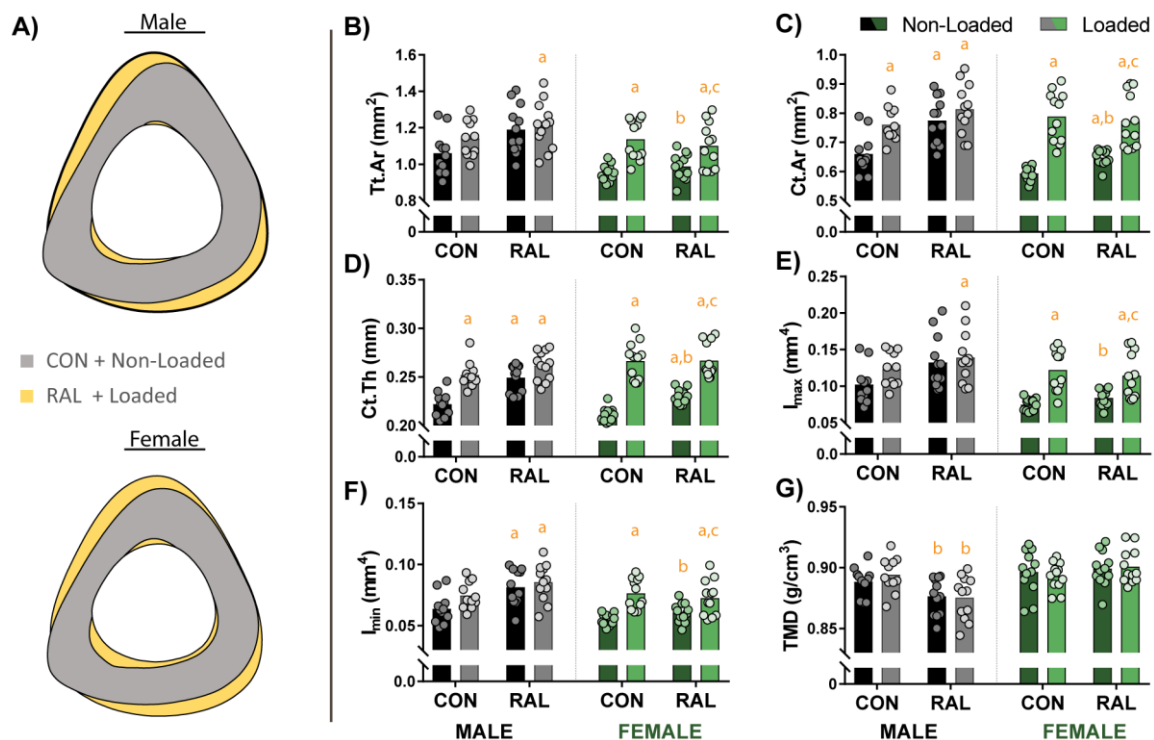 A)
Male
CON + Non-Loaded
RAL + Loaded
Female
Non-Loaded
Loaded
B)
Tt.Ar (mm²)
1.6
1.4
1.2
1.0
0.8
0
a
a
b
a,c
CON
RAL
CON
RAL
C)
Ct.Ar (mm²)
1.0
0.9
0.8
0.7
0.6
0.5
0.0
a
a
a
a
a,b
a,c
CON
RAL
CON
RAL
D)
Ct.Th (mm)
0.35
0.30
0.25
0.20
0.0
a
a
a
a
a,b
a,c
CON
RAL
CON
RAL
E)
Imax (mm⁴)
0.25
0.20
0.15
0.10
0.05
0.0
a
a
b
a,c
CON
RAL
CON
RAL
F)
Imin (mm⁴)
0.15
0.10
0.05
0.0
a
a
a
b
a,c
CON
RAL
CON
RAL
MALE
FEMALE
G)
TMD (g/cm³)
0.95
0.90
0.85
0
b
b
CON
RAL
CON
RAL
MALE
FEMALE